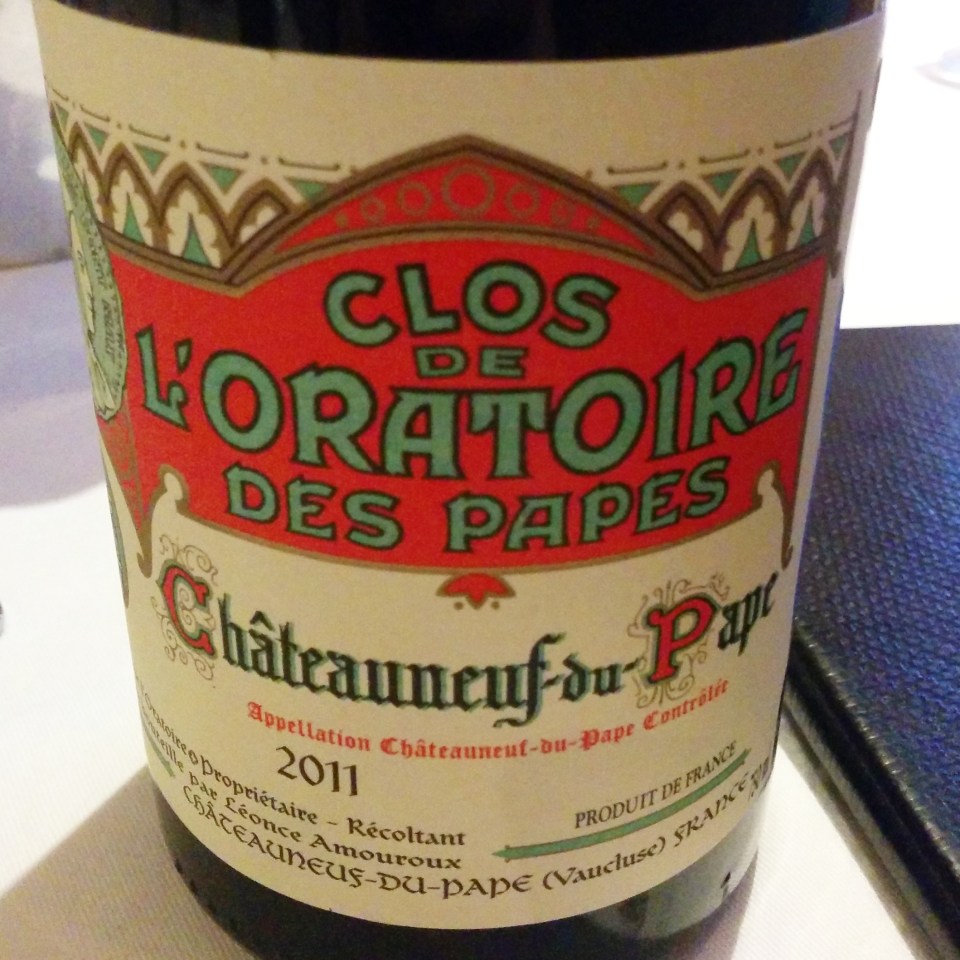 CLOS
DE
L'ORATOIRE
DES PAPES
Châteauneuf-du-Pape
Appellation Châteauneuf-du-Pape Contrôlée
2011
Oratoire Propriétaire - Récoltant
par Léonce Amouroux
CHÂTEAUNEUF-DU-PAPE (Vaucluse) FRANCE
PRODUIT DE FRANCE